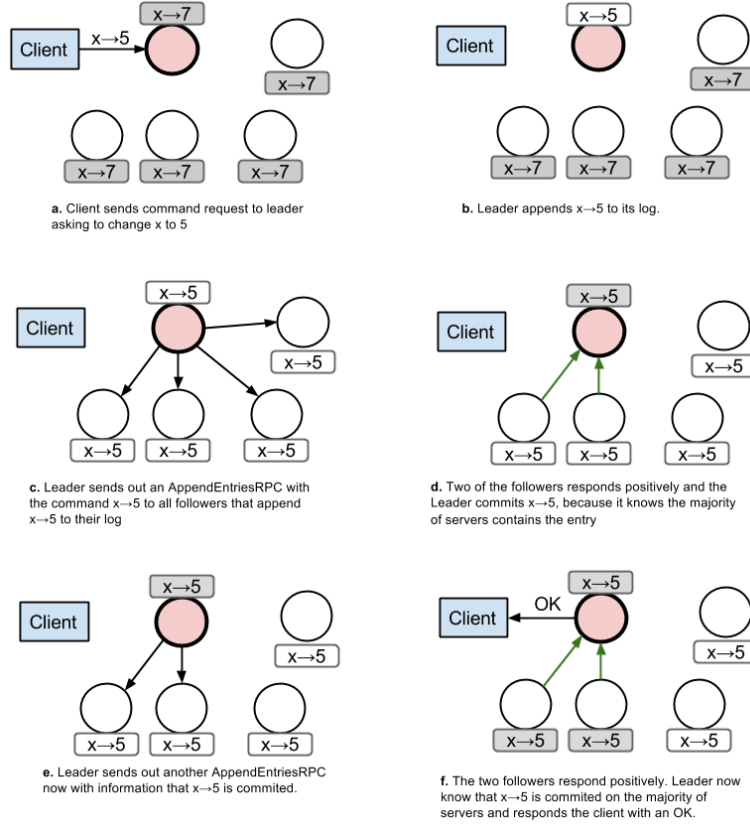 x→7
Client
x→5
x→7
x→7
x→7
x→7
a. Client sends command request to leader
asking to change x to 5
x→5
Client
x→7
x→7
x→7
x→7
b. Leader appends x→5 to its log.
x→5
Client
x→5
x→5
x→5
x→5
c. Leader sends out an AppendEntriesRPC with
the command x→5 to all followers that append
x→5 to their log
x→5
Client
x→5
x→5
x→5
x→5
d. Two of the followers responds positively and the
Leader commits x→5, because it knows the majority
of servers contains the entry
x→5
Client
x→5
x→5
x→5
x→5
e. Leader sends out another AppendEntriesRPC
now with information that x→5 is commited.
x→5
OK
Client
x→5
x→5
x→5
x→5
f. The two followers respond positively. Leader now
know that x→5 is commited on the majority of
servers and responds the client with an OK.